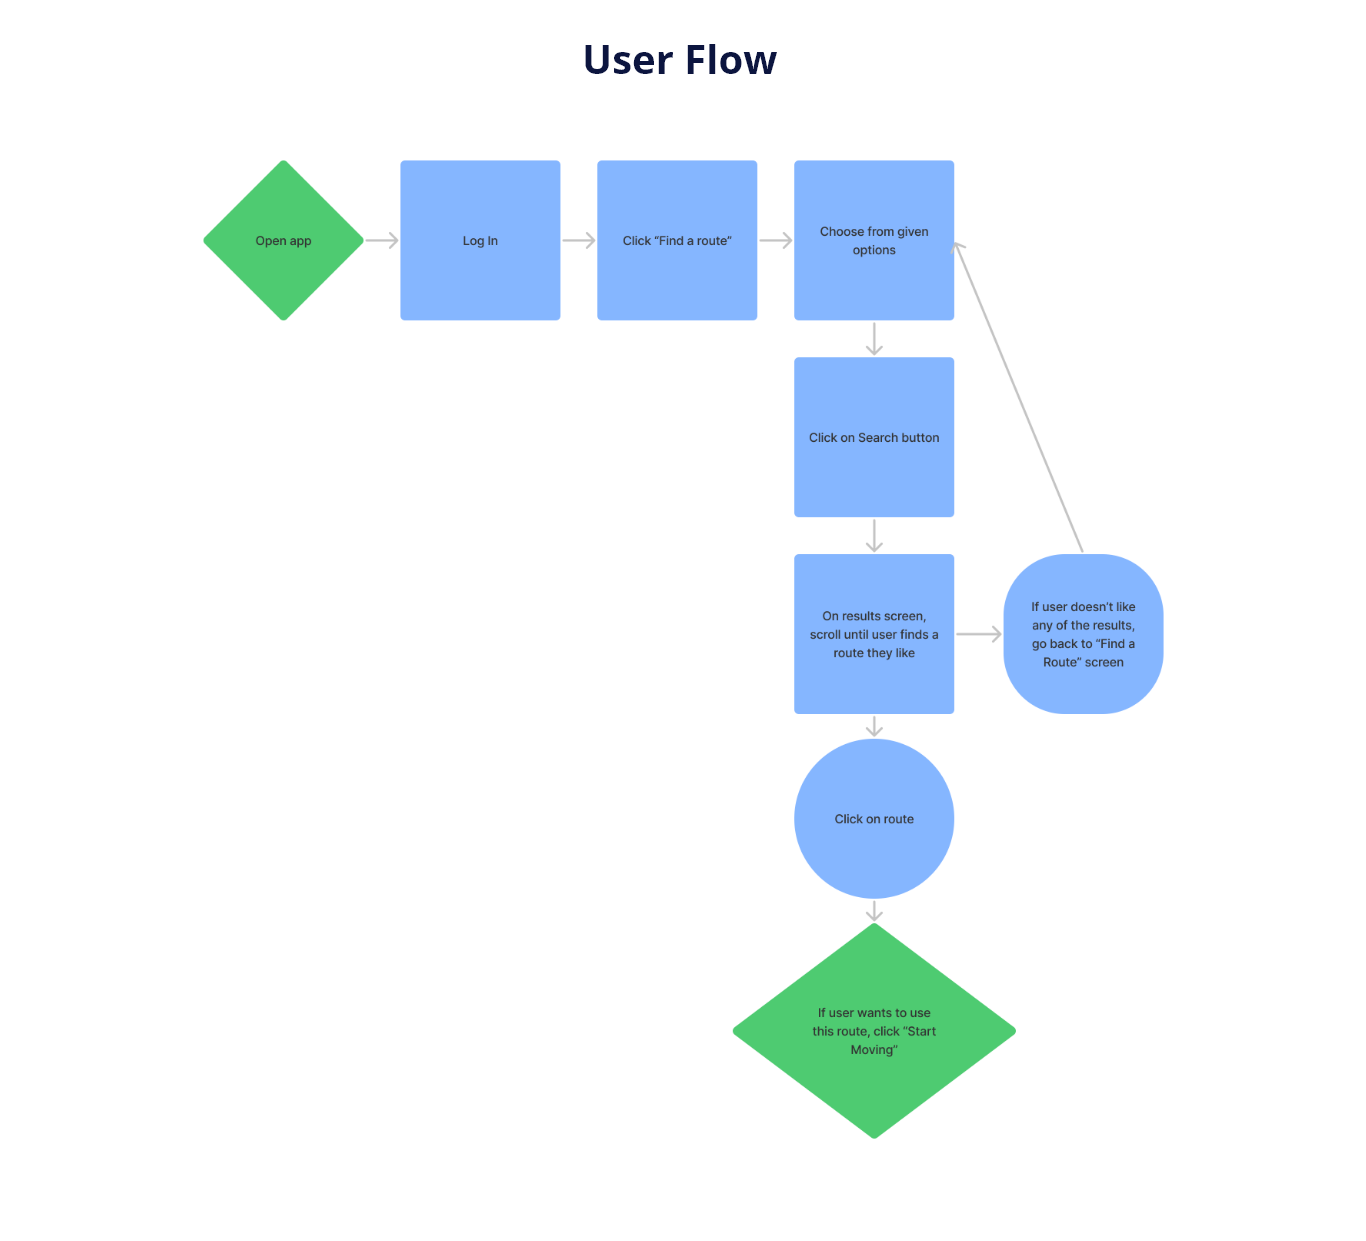 User Flow
Open app
Log In
Click “Find a route”
Choose from given
options
Click on Search button
On results screen,
scroll until user finds a
route they like
If user doesn’t like
any of the results,
go back to “Find a
Route” screen
Click on route
If user wants to use
this route, click “Start
Moving”